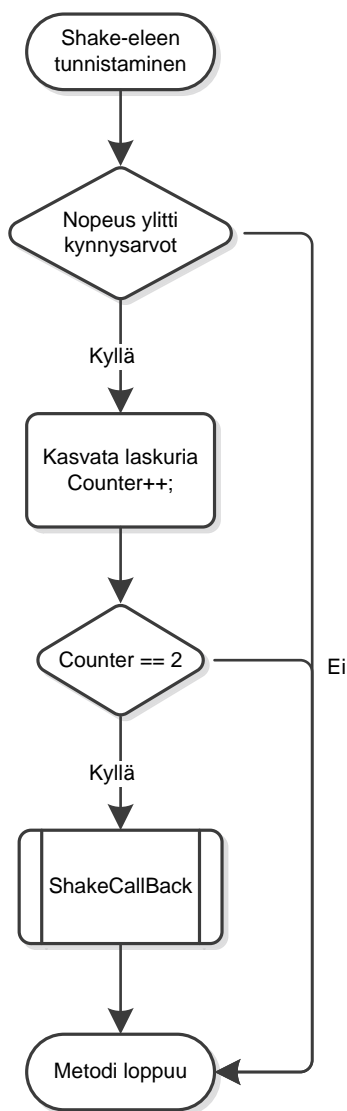 Shake-eleen
tunnistaminen
Nopeus ylitti
kynnysarvot
Kyllä
Kasvata laskuria
Counter++;
Counter == 2
Ei
Kyllä
ShakeCallBack
Metodi loppuu